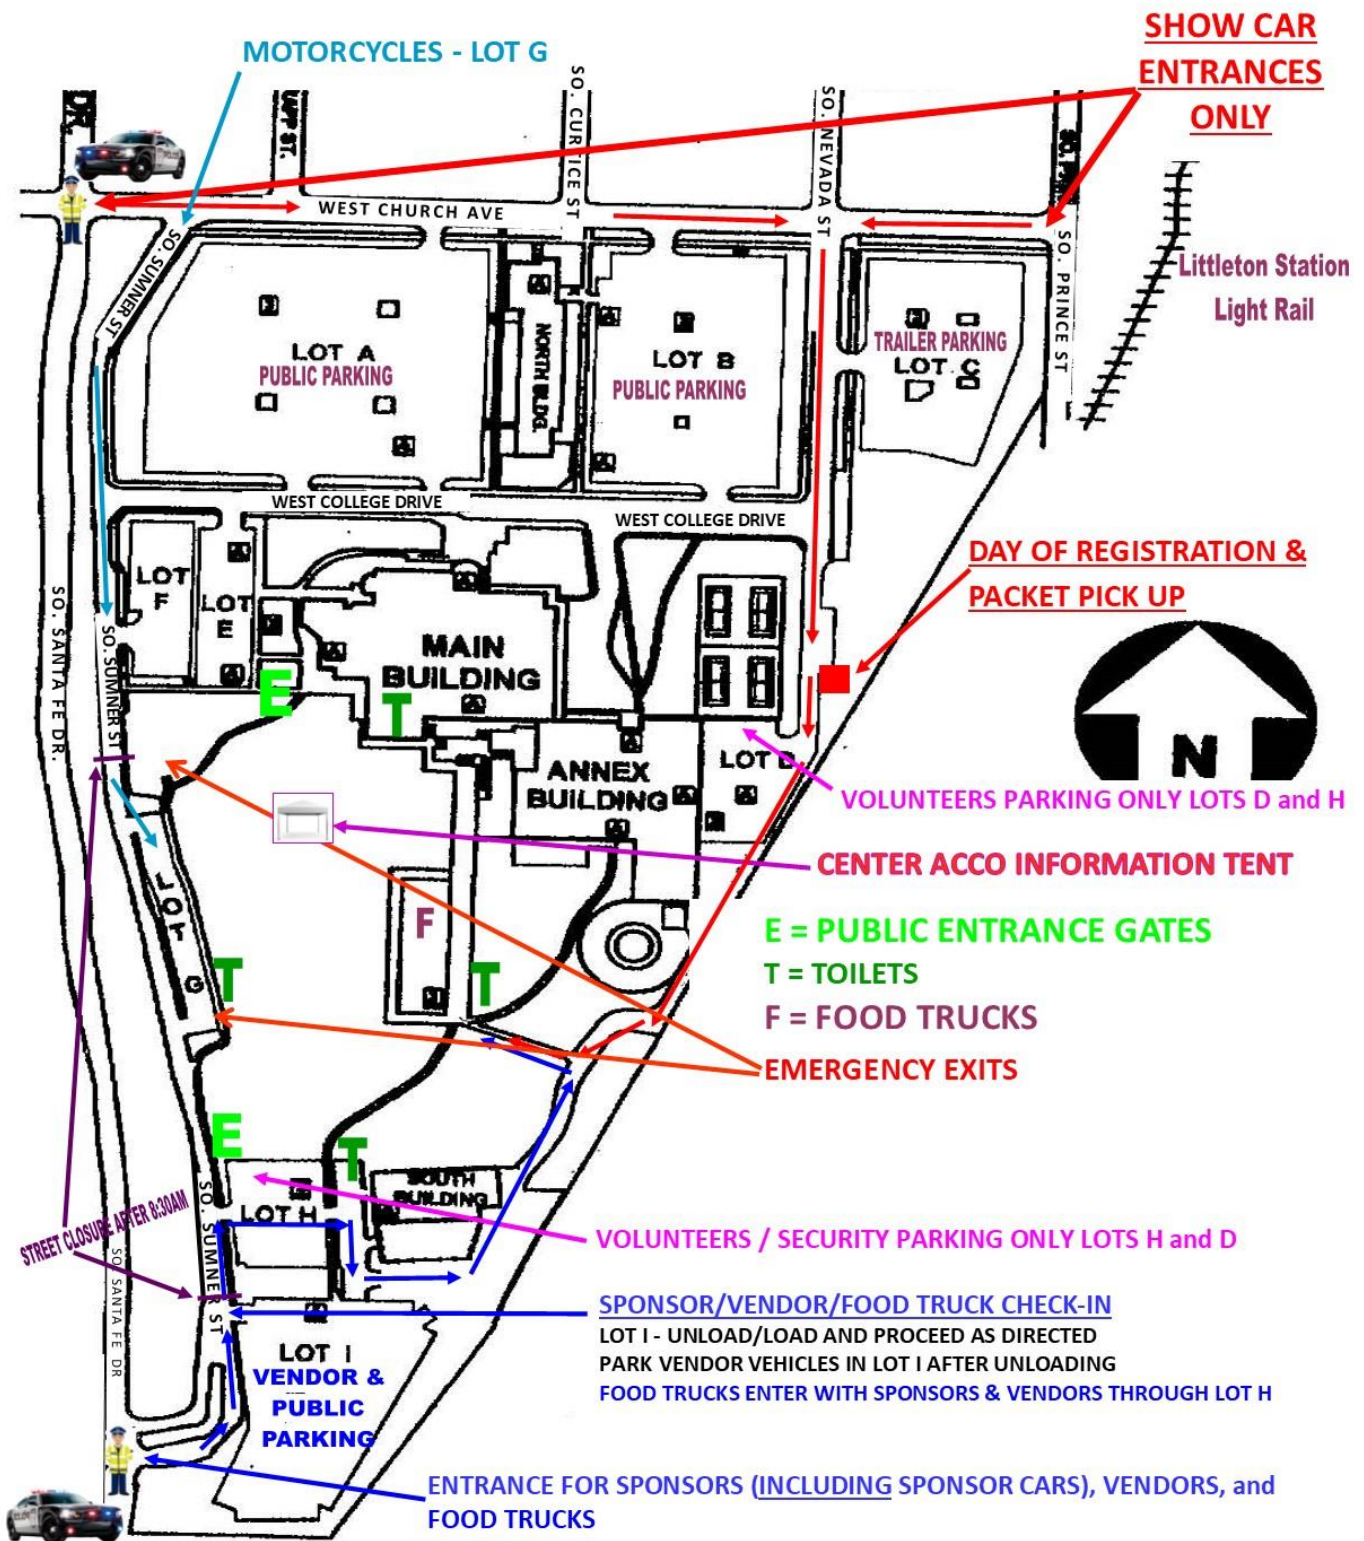 SHOW CAR
ENTRANCES
ONLY
MOTORCYCLES - LOT G
DR.
SO. CURTICE ST
SO. NEVADA ST
WEST CHURCH AVE
SO. SUMNER ST
SO. PRINCE ST
Littleton Station
Light Rail
LOT A
PUBLIC PARKING
NORTH BLDG.
LOT B
PUBLIC PARKING
TRAILER PARKING
LOT C
WEST COLLEGE DRIVE
WEST COLLEGE DRIVE
DAY OF REGISTRATION &
PACKET PICK UP
LOT
F
LOT
E
MAIN
BUILDING
SO. SANTA FE DR.
SO. SUMNER ST
E
T
N
ANNEX
BUILDING
LOT D
VOLUNTEERS PARKING ONLY LOTS D and H
CENTER ACCO INFORMATION TENT
LOT G
F
T
T
E = PUBLIC ENTRANCE GATES
T = TOILETS
F = FOOD TRUCKS
EMERGENCY EXITS
E
T
SOUTH
BUILDING
LOT H
STREET CLOSURE AFTER 8:30AM
SO. SUMNER ST
SO. SANTA FE DR
VOLUNTEERS / SECURITY PARKING ONLY LOTS H and D
SPONSOR/VENDOR/FOOD TRUCK CHECK-IN
LOT I - UNLOAD/LOAD AND PROCEED AS DIRECTED
PARK VENDOR VEHICLES IN LOT I AFTER UNLOADING
FOOD TRUCKS ENTER WITH SPONSORS & VENDORS THROUGH LOT H
LOT I
VENDOR &
PUBLIC
PARKING
ENTRANCE FOR SPONSORS (INCLUDING SPONSOR CARS), VENDORS, and
FOOD TRUCKS